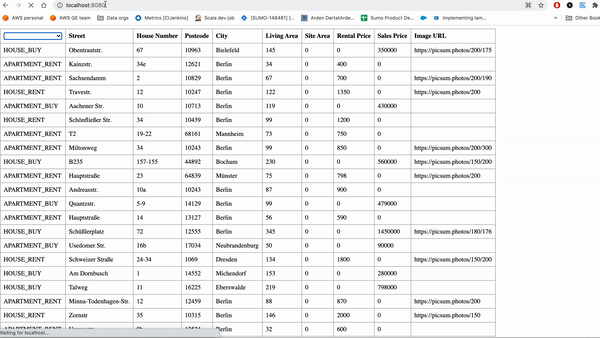 localhost:8080
AWS personal AWS QE team Data orgs Metrics [CI Jenkins] Scala dev job [SUMO-148481] [... Arden DertatArde... Sumo Product De... Implementing lam...
» Other Book
Street House Number Postcode City Living Area Site Area Rental Price Sales Price Image URL
HOUSE_BUY Obentrautstr. 67 10963 Bielefeld 145 0 0 350000 https://picsum.photos/200/175
APARTMENT_RENT Kainzstr. 34e 12621 Berlin 34 0 400 0
APARTMENT_RENT Sachsendamm 2 10829 Berlin 67 0 700 0 https://picsum.photos/200/190
HOUSE_RENT Travestr. 12 10247 Berlin 122 0 1350 0 https://picsum.photos/200
APARTMENT_BUY Aachener Str. 10 10713 Berlin 119 0 0 430000
HOUSE_RENT Schönfließer Str. 34 10439 Berlin 99 0 1200 0
APARTMENT_RENT T2 19-22 68161 Mannheim 73 0 750 0
APARTMENT_RENT Miltonweg 34 10243 Berlin 99 0 850 0 https://picsum.photos/200/300
HOUSE_BUY B235 157-155 44892 Bochum 230 0 0 560000 https://picsum.photos/150/200
APARTMENT_RENT Hauptstraße 23 64839 Münster 75 0 798 0 https://picsum.photos/200
APARTMENT_RENT Andreasstr. 10a 10243 Berlin 87 0 900 0
APARTMENT_BUY Quantzstr. 5-9 14129 Berlin 99 0 0 479000
APARTMENT_RENT Hauptstraße 14 13127 Berlin 56 0 590 0
HOUSE_BUY Schüßlerplatz 72 12555 Berlin 345 0 0 1450000 https://picsum.photos/180/176
APARTMENT_BUY Usedomer Str. 16b 17034 Neubrandenburg 50 0 0 90000
HOUSE_RENT Schweizer Straße 24-34 1069 Dresden 134 0 1800 0 https://picsum.photos/150/200
HOUSE_BUY Am Dornbusch 1 14552 Michendorf 153 0 0 280000
HOUSE_BUY Talweg 11 16225 Eberswalde 219 0 0 798000
APARTMENT_RENT Minna-Todenhagen-Str. 12 12459 Berlin 88 0 870 0 https://picsum.photos/200
HOUSE_RENT Zornstr 35 10315 Berlin 146 0 2000 0 https://picsum.photos/150
Berlin 32 0 600 0
Waiting for localhost...